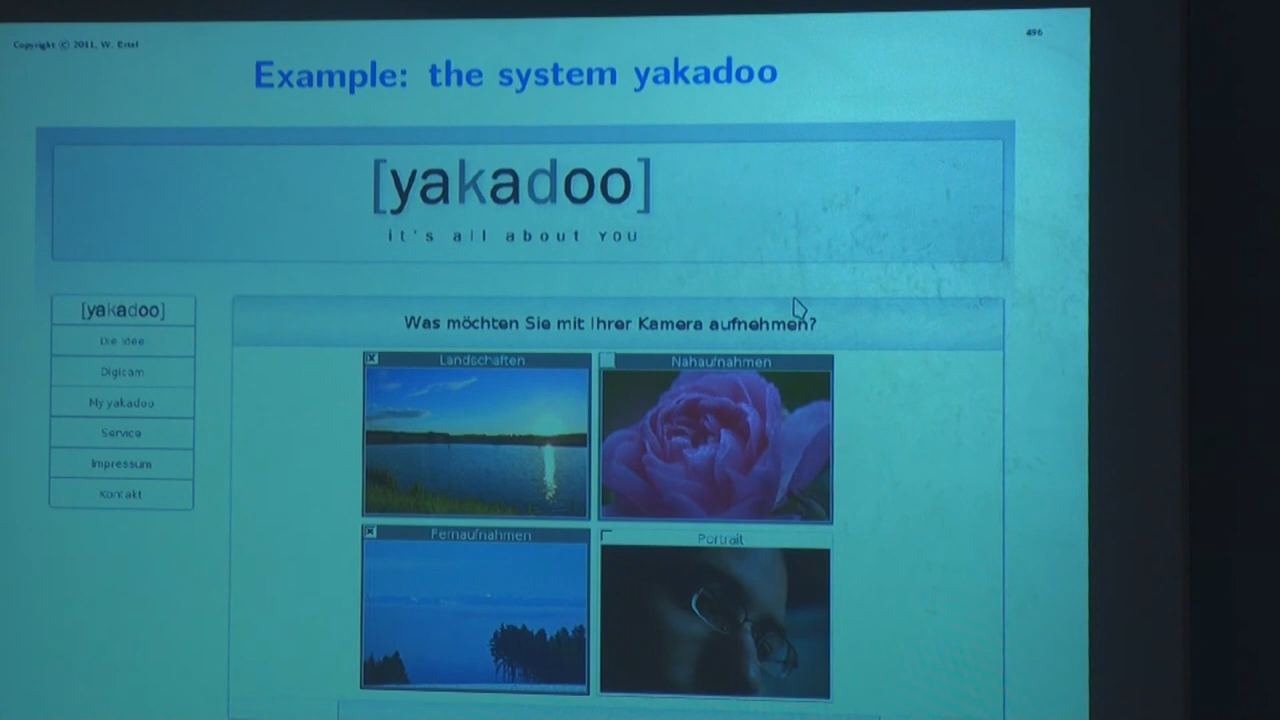 Copyright © 2011, W. Ertel
496
Example: the system yakadoo
[yakadoo]
it's all about YOU
[yakadoo]
Die Idee
Digicam
My yakadoo
Service
Impressum
Kontakt
Was möchten Sie mit Ihrer Kamera aufnehmen?
Landschaften
Nahaufnahmen
Fernaufnahmen
Portrait